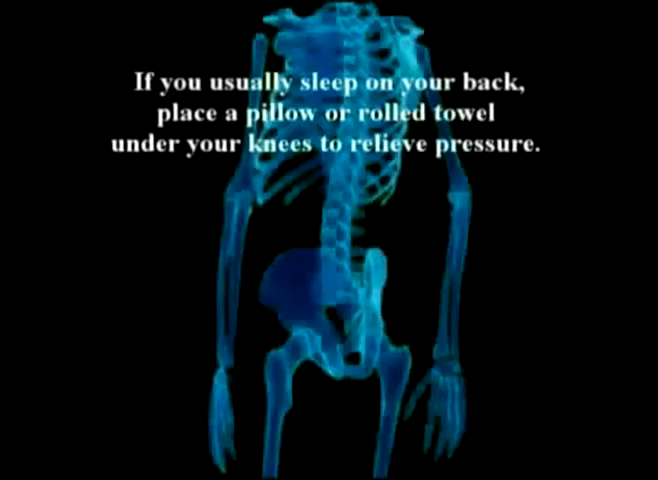 If you usually sleep on your back,
place a pillow or rolled towel
under your knees to relieve pressure.